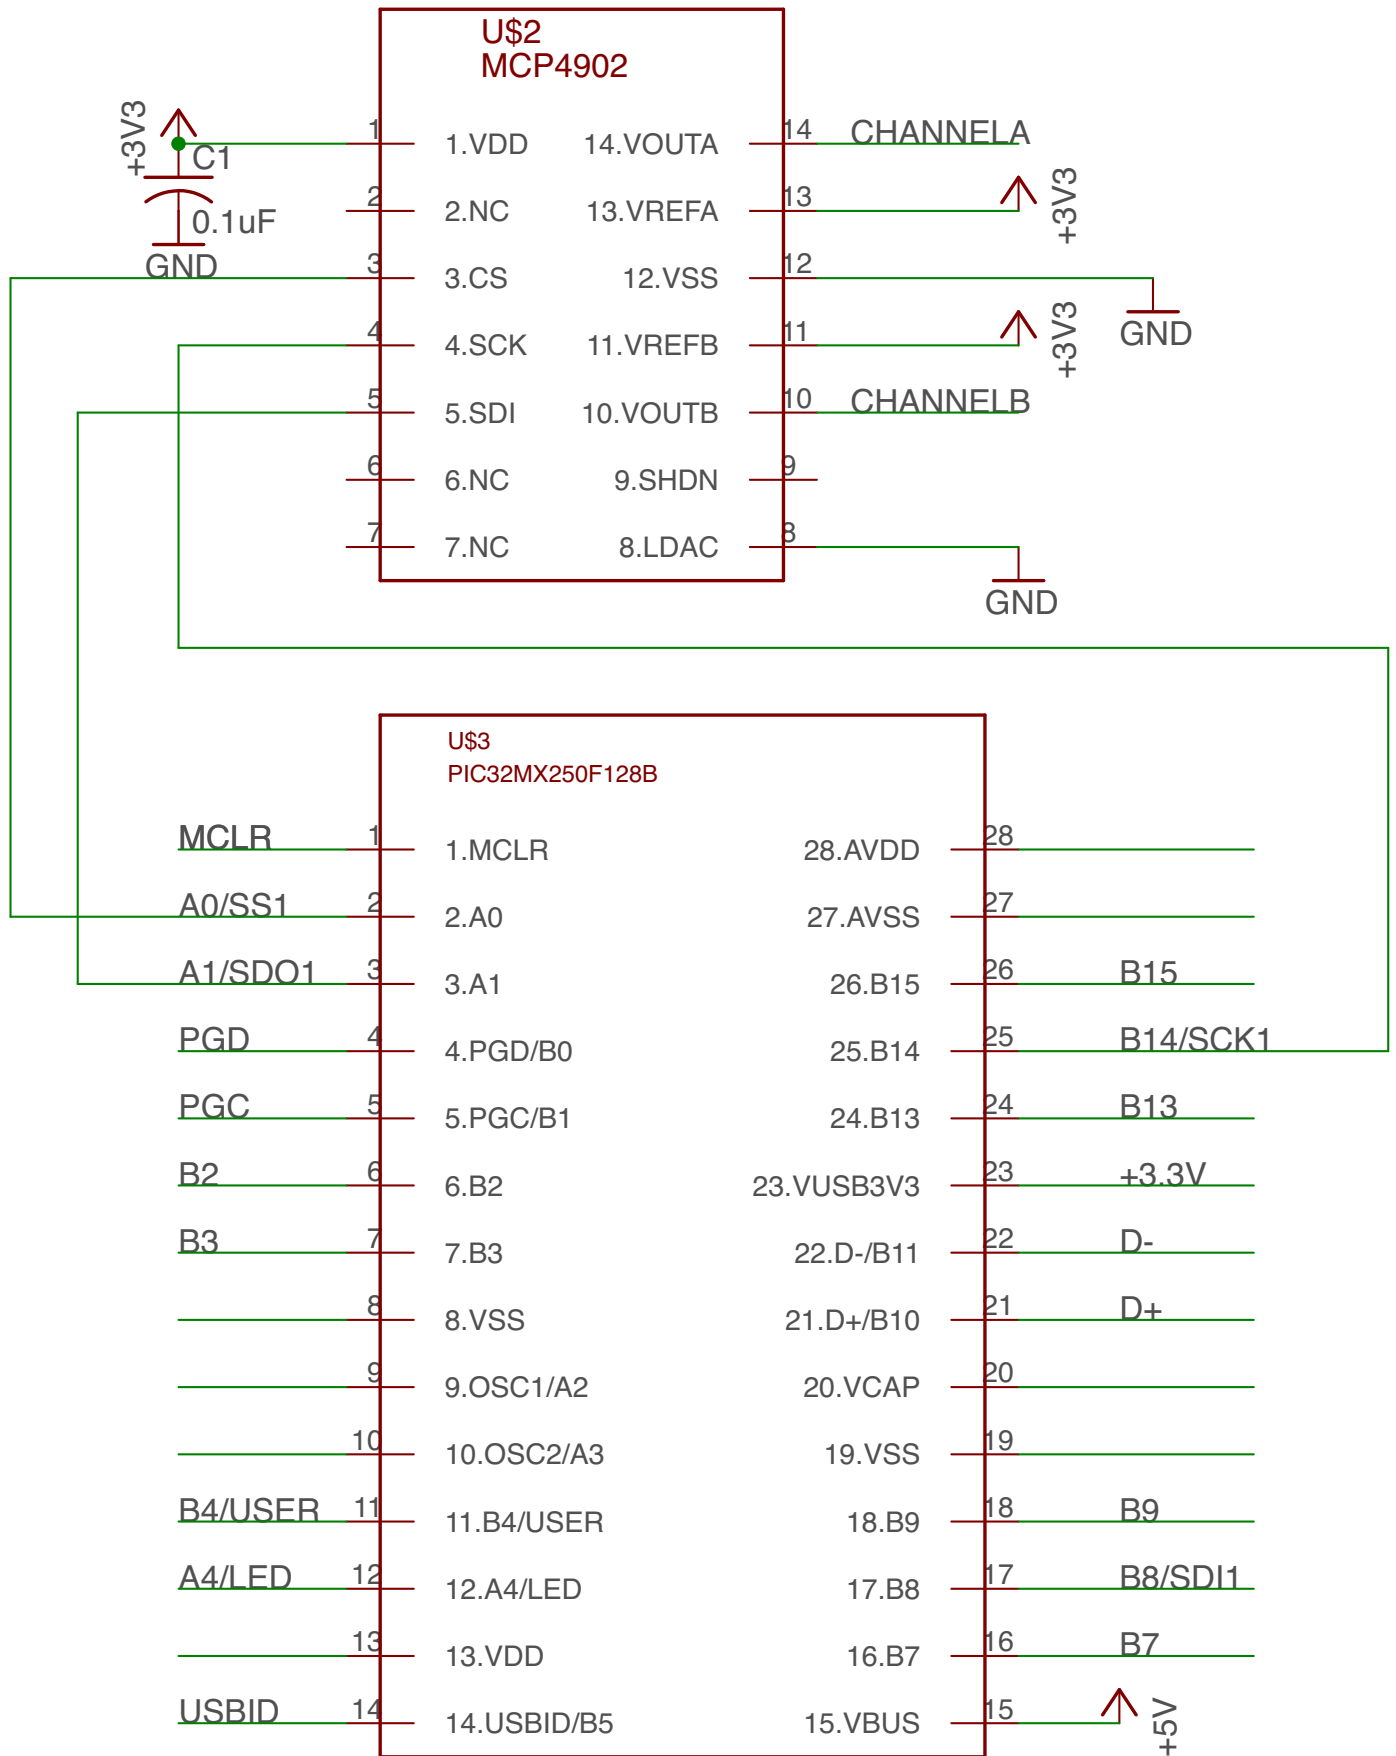 U$2
MCP4902
+3V3
C1
0.1uF
GND
1 1.VDD 14.VOUTA 14 CHANNELA
2 2.NC 13.VREFA 13 +3V3
3 3.CS 12.VSS 12 GND
4 4.SCK 11.VREFB 11 +3V3
5 5.SDI 10.VOUTB 10 CHANNELB
6 6.NC 9.SHDN 9
7 7.NC 8.LDAC 8 GND
U$3
PIC32MX250F128B
MCLR 1 1.MCLR 28.AVDD 28
A0/SS1 2 2.A0 27.AVSS 27
A1/SDO1 3 3.A1 26.B15 26 B15
PGD 4 4.PGD/B0 25.B14 25 B14/SCK1
PGC 5 5.PGC/B1 24.B13 24 B13
B2 6 6.B2 23.VUSB3V3 23 +3.3V
B3 7 7.B3 22.D-/B11 22 D-
8 8.VSS 21.D+/B10 21 D+
9 9.OSC1/A2 20.VCAP 20
10 10.OSC2/A3 19.VSS 19
B4/USER 11 11.B4/USER 18.B9 18 B9
A4/LED 12 12.A4/LED 17.B8 17 B8/SDI1
13 13.VDD 16.B7 16 B7
USBID 14 14.USBID/B5 15.VBUS 15 +5V